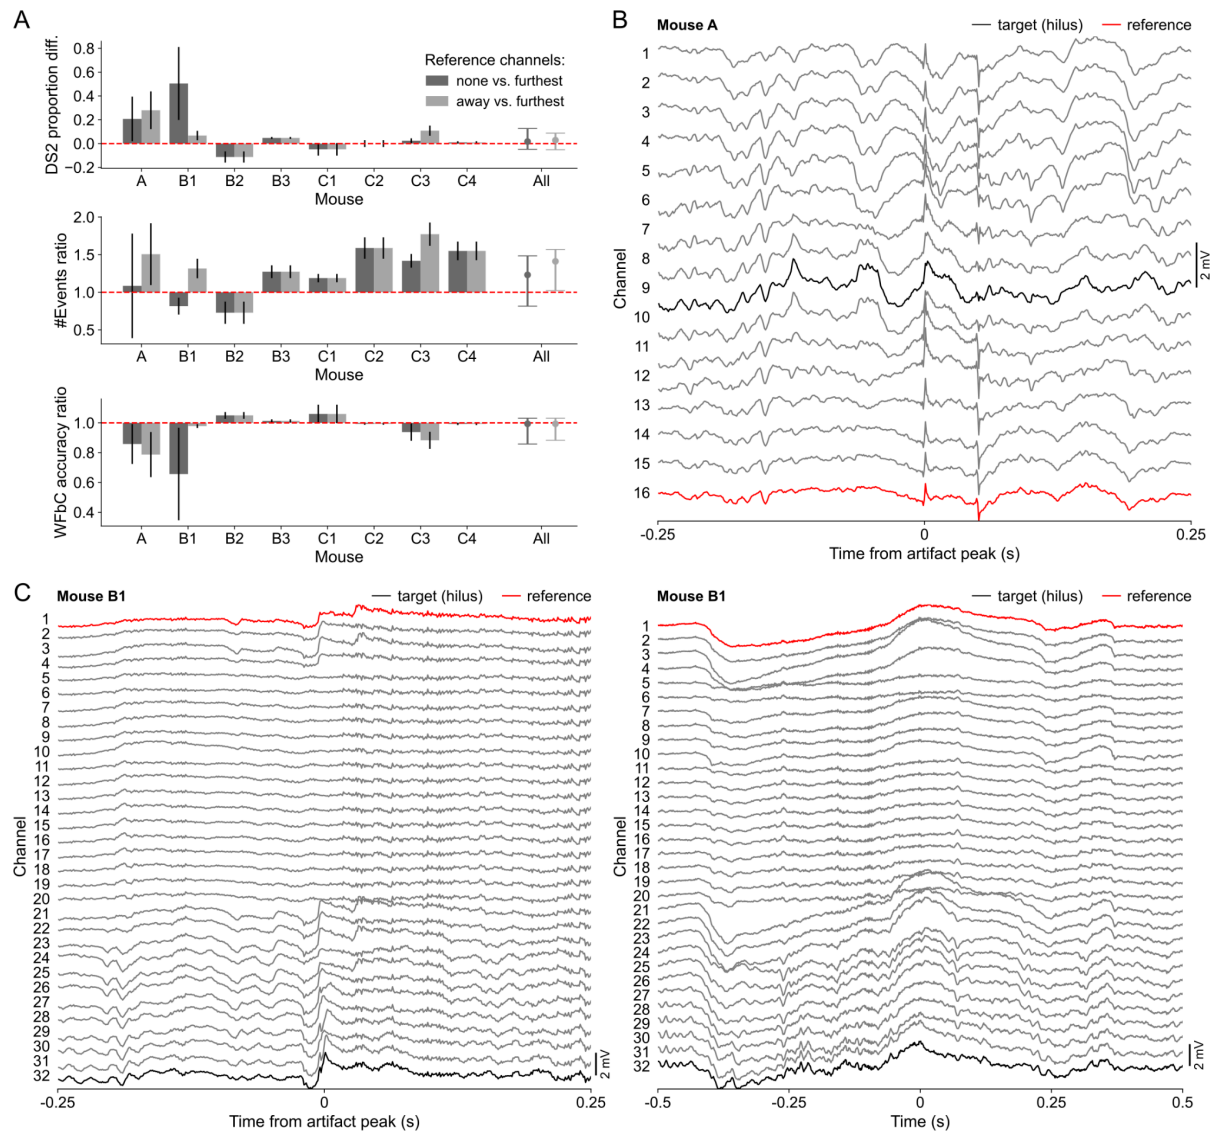 A
DS2 proportion diff.
0.8
0.6
0.4
0.2
0.0
−0.2
Reference channels:
none vs. furthest
away vs. furthest
A B1 B2 B3 C1 C2 C3 C4 All
Mouse
#Events ratio
2.0
1.5
1.0
0.5
A B1 B2 B3 C1 C2 C3 C4 All
Mouse
WFbC accuracy ratio
1.0
0.8
0.6
0.4
A B1 B2 B3 C1 C2 C3 C4 All
Mouse
B
Mouse A
target (hilus) reference
Channel
1
2
3
4
5
6
7
8
9
10
11
12
13
14
15
16
2 mV
-0.25 0 0.25
Time from artifact peak (s)
C
Mouse B1
target (hilus) reference
Channel
1
2
3
4
5
6
7
8
9
10
11
12
13
14
15
16
17
18
19
20
21
22
23
24
25
26
27
28
29
30
31
32
2 mV
-0.25 0 0.25
Time from artifact peak (s)
Mouse B1
target (hilus) reference
Channel
1
2
3
4
5
6
7
8
9
10
11
12
13
14
15
16
17
18
19
20
21
22
23
24
25
26
27
28
29
30
31
32
2 mV
-0.5 -0.25 0 0.25 0.5
Time (s)